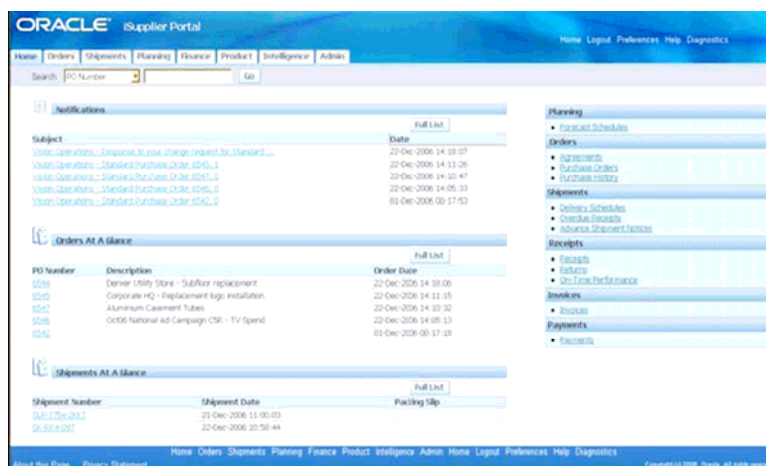 ORACLE iSupplier Portal
Home Logout Preferences Help Diagnostics
Home Orders Shipments Planning Finance Product Intelligence Admin
Search PO Number Go
Notifications
Full List
Subject Date
Vision Operations - Response to your change request for Standard ... 22-Dec-2006 14:18:07
Vision Operations - Standard Purchase Order 6545, 1 22-Dec-2006 14:11:26
Vision Operations - Standard Purchase Order 6547, 0 22-Dec-2006 14:10:47
Vision Operations - Standard Purchase Order 6546, 0 22-Dec-2006 14:05:33
Vision Operations - Standard Purchase Order 6542, 0 01-Dec-2006 00:17:53
Orders At A Glance
Full List
PO Number Description Order Date
6544 Denver Utility Store - Subfloor replacement 22-Dec-2006 14:18:06
6545 Corporate HQ - Replacement logo installation 22-Dec-2006 14:11:15
6547 Aluminum Casement Tubes 22-Dec-2006 14:10:32
6546 Oct06 National Ad Campaign CSR - TV Spend 22-Dec-2006 14:05:13
6542 01-Dec-2006 00:17:18
Shipments At A Glance
Full List
Shipment Number Shipment Date Packing Slip
21-Dec-2006 11:00:03
22-Dec-2006 10:58:44
Planning
Forecast Schedules
Orders
Agreements
Purchase Orders
Purchase History
Shipments
Delivery Schedules
Overdue Receipts
Advance Shipment Notices
Receipts
Receipts
Returns
On-Time Performance
Invoices
Invoices
Payments
Payments
Home Orders Shipments Planning Finance Product Intelligence Admin Home Logout Preferences Help Diagnostics
About this Page Privacy Statement Copyright (c) 2006, Oracle. All rights reserved.